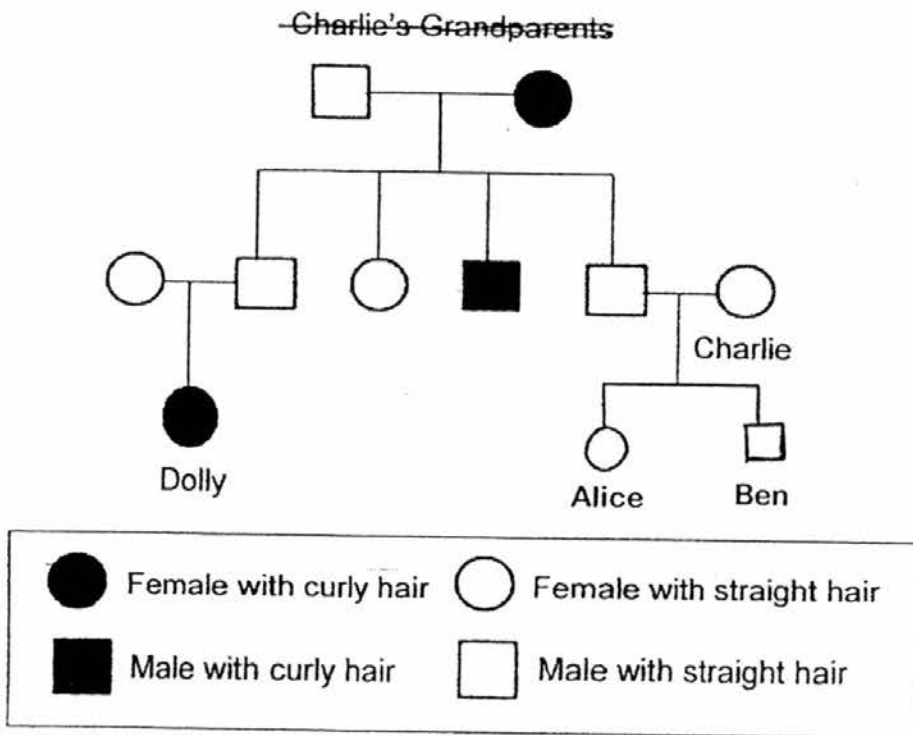 Charlie's Grandparents
Charlie
Dolly
Alice
Ben
Female with curly hair
Female with straight hair
Male with curly hair
Male with straight hair